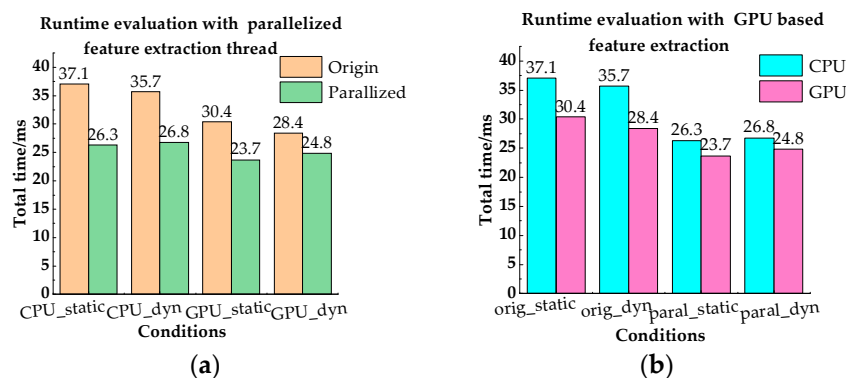 Runtime evaluation with parallelized
feature extraction thread
Origin
Parallized
37.1
35.7
30.4
28.4
26.3
26.8
23.7
24.8
40
35
30
25
20
15
10
5
0
Total time/ms
CPU_static
CPU_dyn
GPU_static
GPU_dyn
Conditions
(a)
Runtime evaluation with GPU based
feature extraction
CPU
GPU
37.1
30.4
35.7
28.4
26.3
23.7
26.8
24.8
40
35
30
25
20
15
10
5
0
Total time/ms
orig_static
orig_dyn
paral_static
paral_dyn
Conditions
(b)